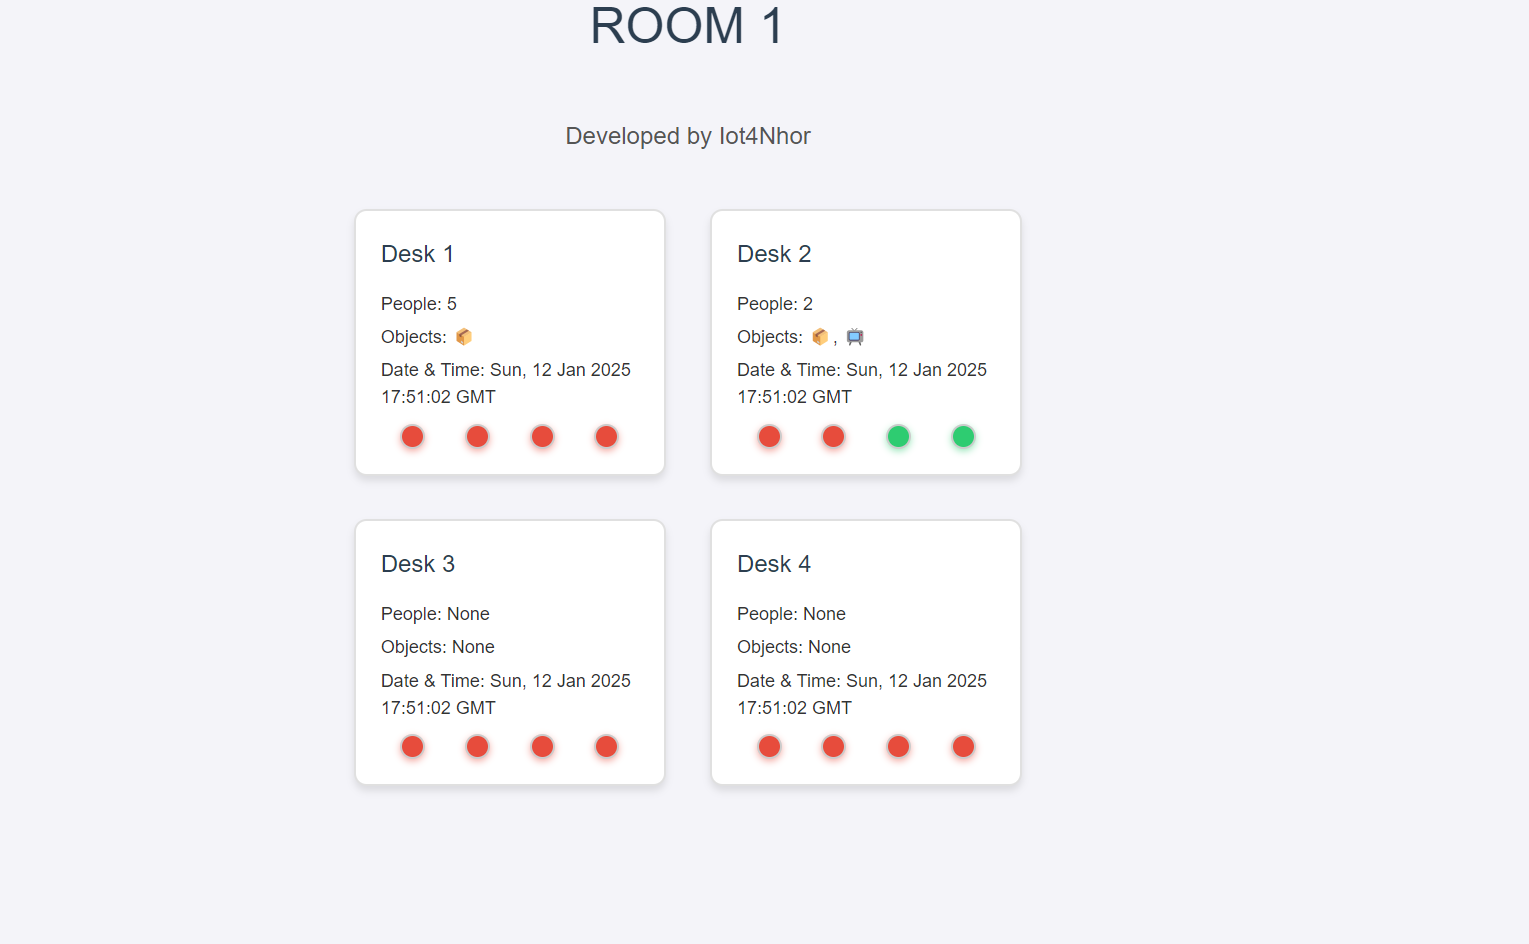 ROOM 1
Developed by Iot4Nhor
Desk 1
People: 5
Objects: 📦
Date & Time: Sun, 12 Jan 2025
17:51:02 GMT
Desk 2
People: 2
Objects: 📦, 📺
Date & Time: Sun, 12 Jan 2025
17:51:02 GMT
Desk 3
People: None
Objects: None
Date & Time: Sun, 12 Jan 2025
17:51:02 GMT
Desk 4
People: None
Objects: None
Date & Time: Sun, 12 Jan 2025
17:51:02 GMT